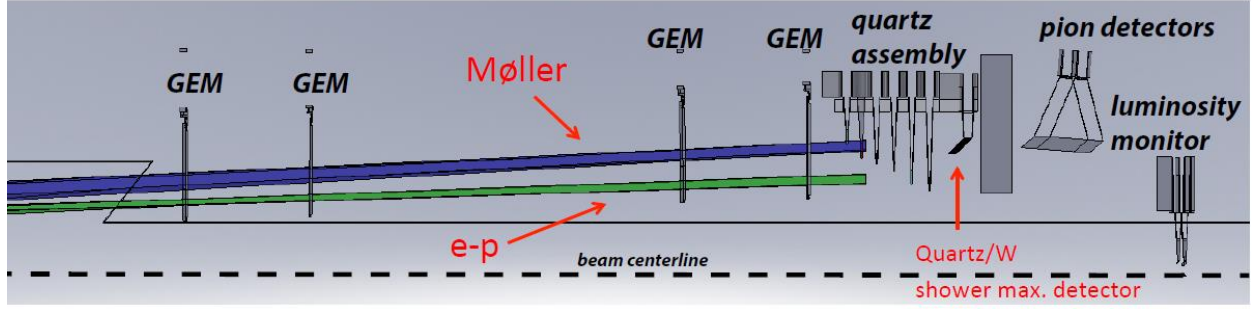 GEM
GEM
Møller
GEM
GEM
quartz
assembly
pion detectors
luminosity
monitor
e-p
beam centerline
Quartz/W
shower max. detector